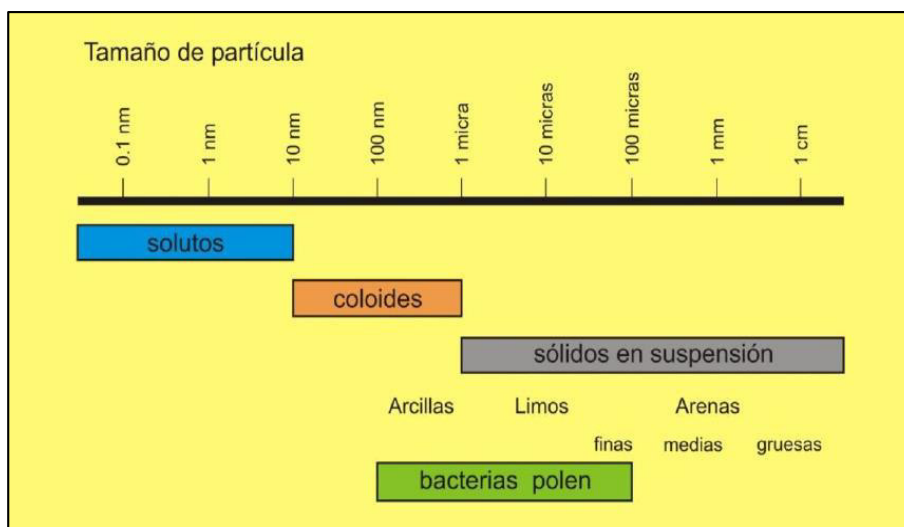 Tamaño de partícula
0.1 nm
1 nm
10 nm
100 nm
1 micra
10 micras
100 micras
1 mm
1 cm
solutos
coloides
sólidos en suspensión
Arcillas Limos Arenas
finas medias gruesas
bacterias polen